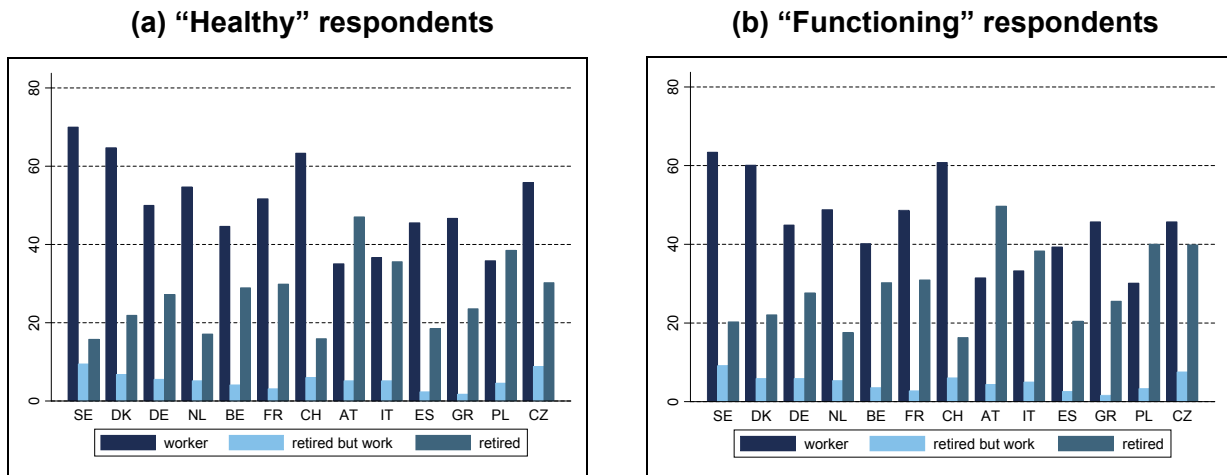 (a) “Healthy” respondents
80
60
40
20
0
SE DK DE NL BE FR CH AT IT ES GR PL CZ
worker retired but work retired
(b) “Functioning” respondents
80
60
40
20
0
SE DK DE NL BE FR CH AT IT ES GR PL CZ
worker retired but work retired